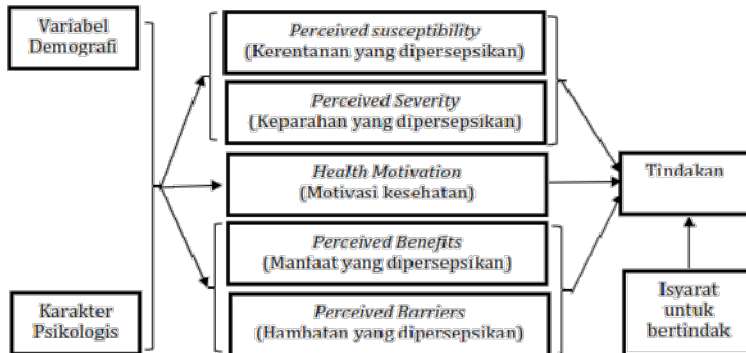 Variabel
Demografi
Perceived susceptibility
(Kerentanan yang dipersepsikan)
Perceived Severity
(Keparahan yang dipersepsikan)
Health Motivation
(Motivasi kesehatan)
Tindakan
Perceived Benefits
(Manfaat yang dipersepsikan)
Karakter
Psikologis
Perceived Barriers
(Hambatan yang dipersepsikan)
Isyarat
untuk
bertindak